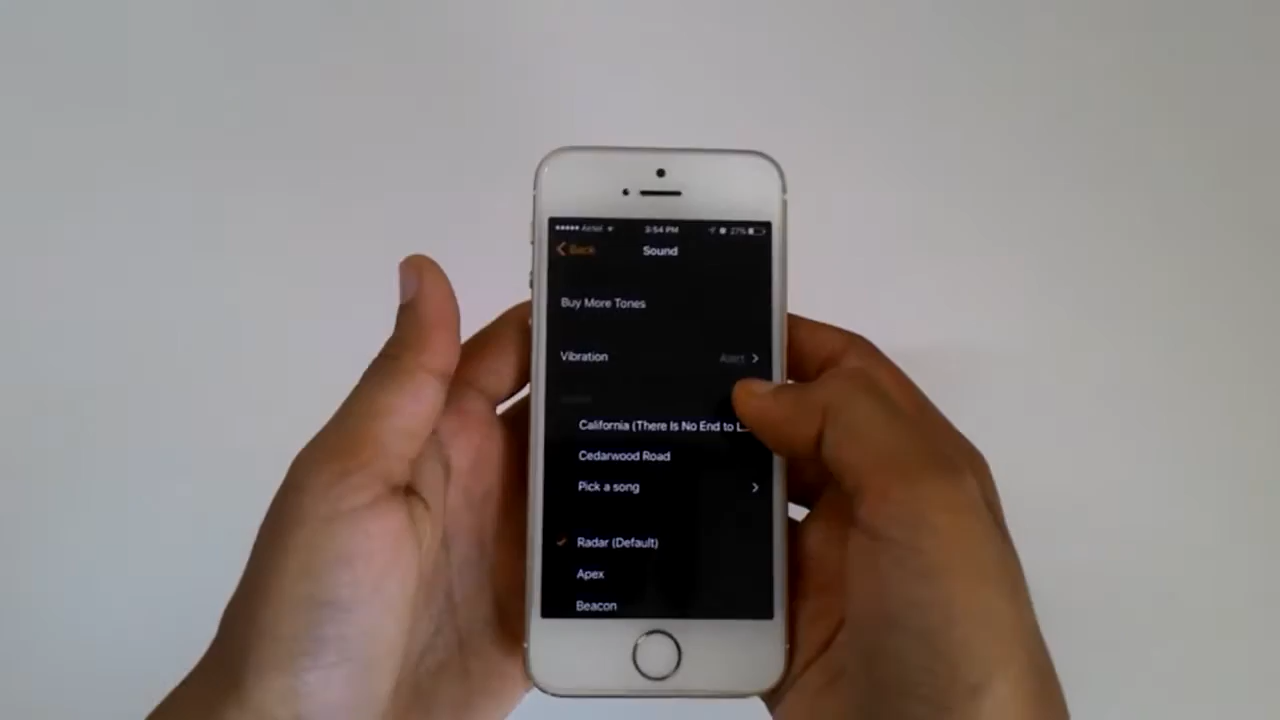 Airtel 3:54 PM 27%
Back Sound
Buy More Tones
Vibration Alert
California (There Is No End to L
Cedarwood Road
Pick a song
Radar (Default)
Apex
Beacon